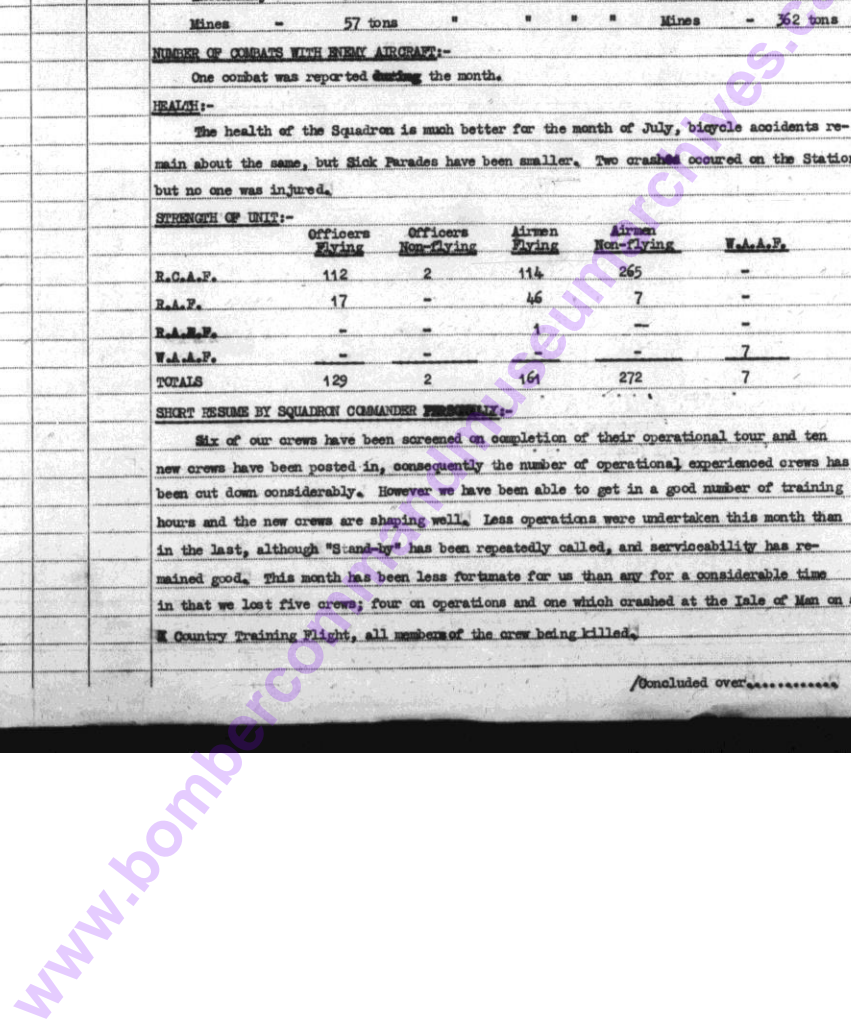 Mines - 57 tons " " " " Mines - 362 tons
NUMBER OF COMBATS WITH ENEMY AIRCRAFT:-
One combat was reported during the month.
HEALTH:-
The health of the Squadron is much better for the month of July, bicycle accidents re-
main about the same, but Sick Parades have been smaller. Two crashed occured on the Station
but no one was injured.
STRENGTH OF UNIT:-
Officers Officers Airmen Airmen
Flying Non-flying Flying Non-flying W.A.A.F.
R.C.A.F. 112 2 114 265 -
R.A.F. 17 - 46 7 -
- - 1 - -
W.A.A.F. - - - - 7
TOTALS 129 2 161 272 7
SHORT RESUME BY SQUADRON COMMANDER PERSONALLY:-
Six of our crews have been screened on completion of their operational tour and ten
new crews have been posted in, consequently the number of operational experienced crews has
been cut down considerably. However we have been able to get in a good number of training
hours and the new crews are shaping well. Less operations were undertaken this month than
in the last, although "Stand-by" has been repeatedly called, and serviceability has re-
mained good. This month has been less fortunate for us than any for a considerable time
in that we lost five crews; four on operations and one which crashed at the Isle of Man on a
X Country Training Flight, all members of the crew being killed.
/Concluded over............
www.bombercommandmuseumarchives.ca